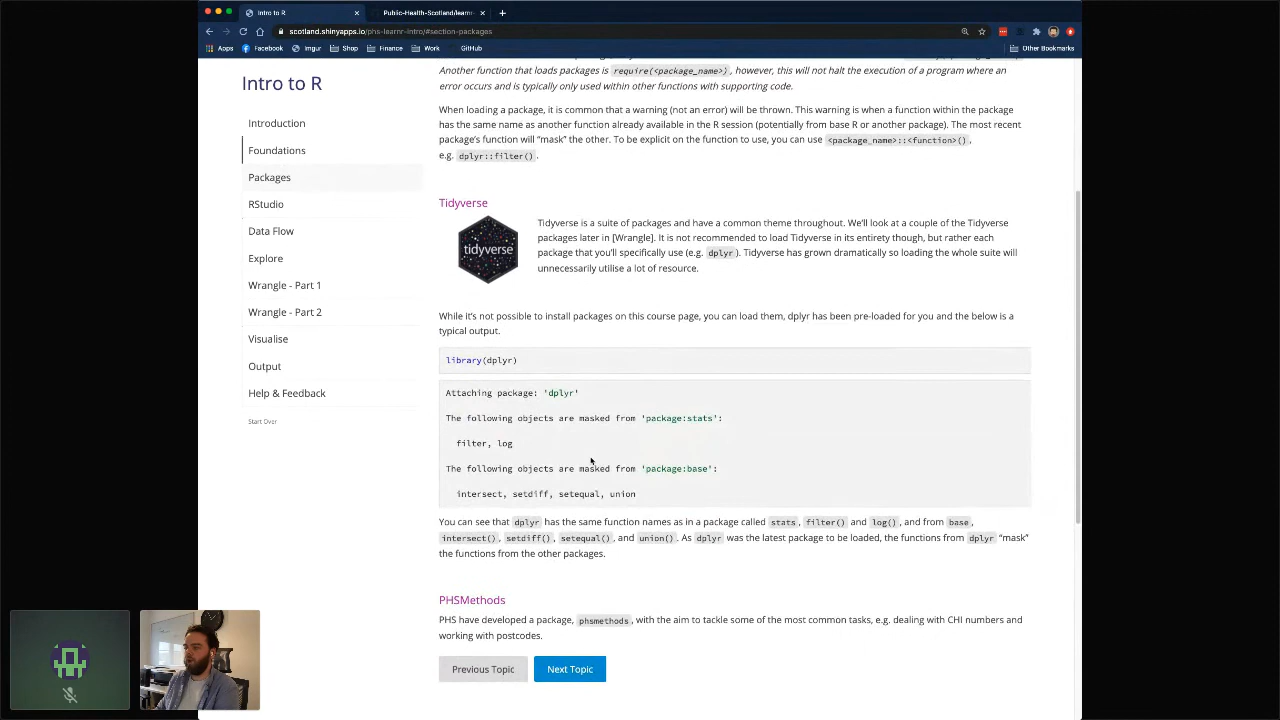 Intro to R
Public-Health-Scotland/learnr
scotland.shinyapps.io/phs-learnr-intro/#section-packages
Apps Facebook Imgur Shop Finance Work GitHub Other Bookmarks
Intro to R
Introduction
Foundations
Packages
RStudio
Data Flow
Explore
Wrangle - Part 1
Wrangle - Part 2
Visualise
Output
Help & Feedback
Start Over
Another function that loads packages is require(<package_name>), however, this will not halt the execution of a program where an
error occurs and is typically only used within other functions with supporting code.
When loading a package, it is common that a warning (not an error) will be thrown. This warning is when a function within the package
has the same name as another function already available in the R session (potentially from base R or another package). The most recent
package's function will “mask” the other. To be explicit on the function to use, you can use <package_name>::<function>(),
e.g. dplyr::filter().
Tidyverse
tidyverse
Tidyverse is a suite of packages and have a common theme throughout. We'll look at a couple of the Tidyverse
packages later in [Wrangle]. It is not recommended to load Tidyverse in its entirety though, but rather each
package that you'll specifically use (e.g. dplyr). Tidyverse has grown dramatically so loading the whole suite will
unnecessarily utilise a lot of resource.
While it's not possible to install packages on this course page, you can load them, dplyr has been pre-loaded for you and the below is a
typical output.
library(dplyr)
Attaching package: 'dplyr'
The following objects are masked from 'package:stats':
filter, log
The following objects are masked from 'package:base':
intersect, setdiff, setequal, union
You can see that dplyr has the same function names as in a package called stats, filter() and log(), and from base,
intersect(), setdiff(), setequal(), and union(). As dplyr was the latest package to be loaded, the functions from dplyr “mask”
the functions from the other packages.
PHSMethods
PHS have developed a package, phsmethods, with the aim to tackle some of the most common tasks, e.g. dealing with CHI numbers and
working with postcodes.
Previous Topic Next Topic